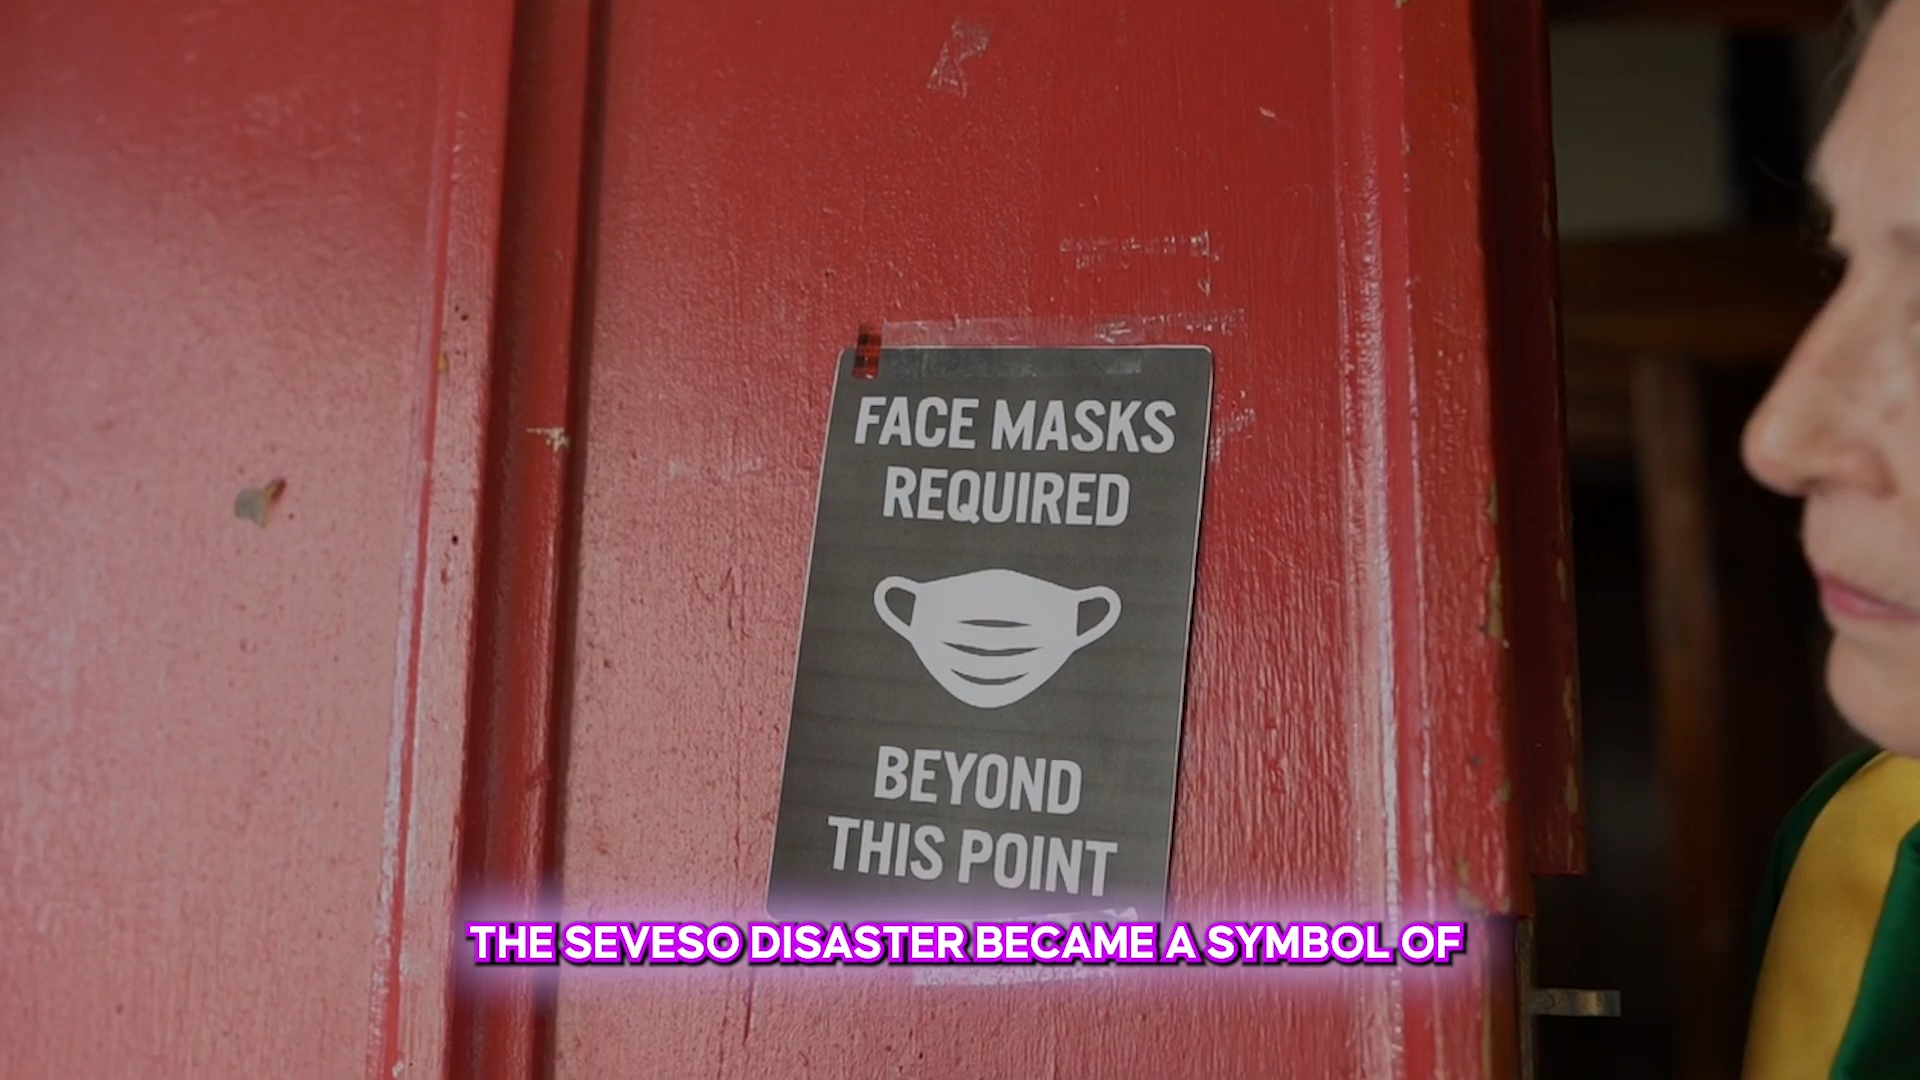 FACE MASKS
REQUIRED
BEYOND
THIS POINT
THE SEVESO DISASTER BECAME A SYMBOL OF